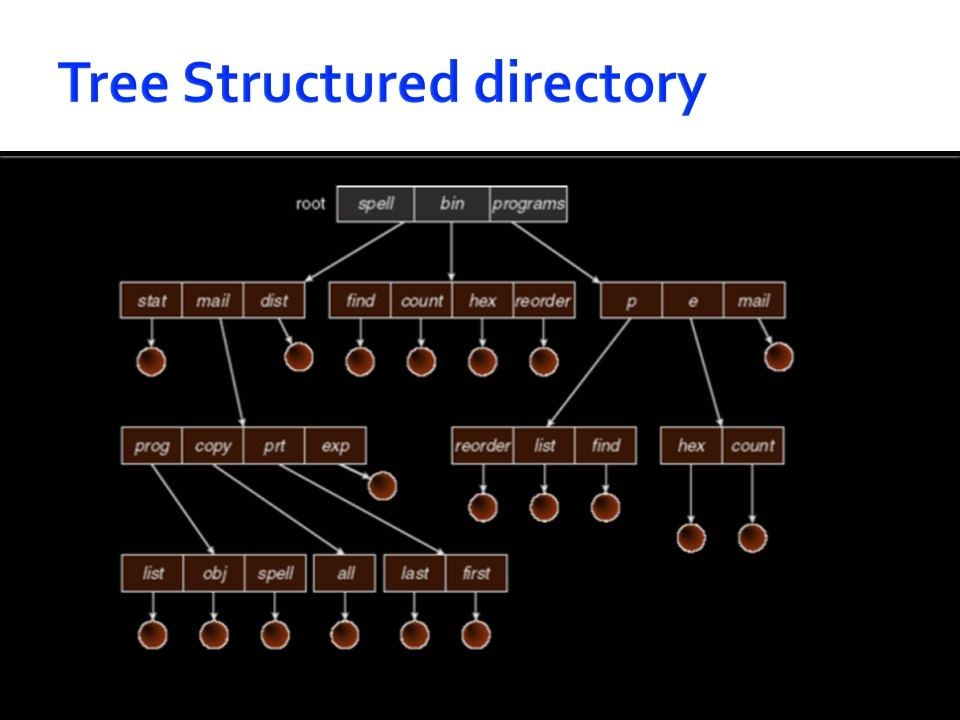 Tree Structured directory
root spell bin programs
stat mail dist find count hex reorder p e mail
prog copy prt exp reorder list find hex count
list obj spell all last first